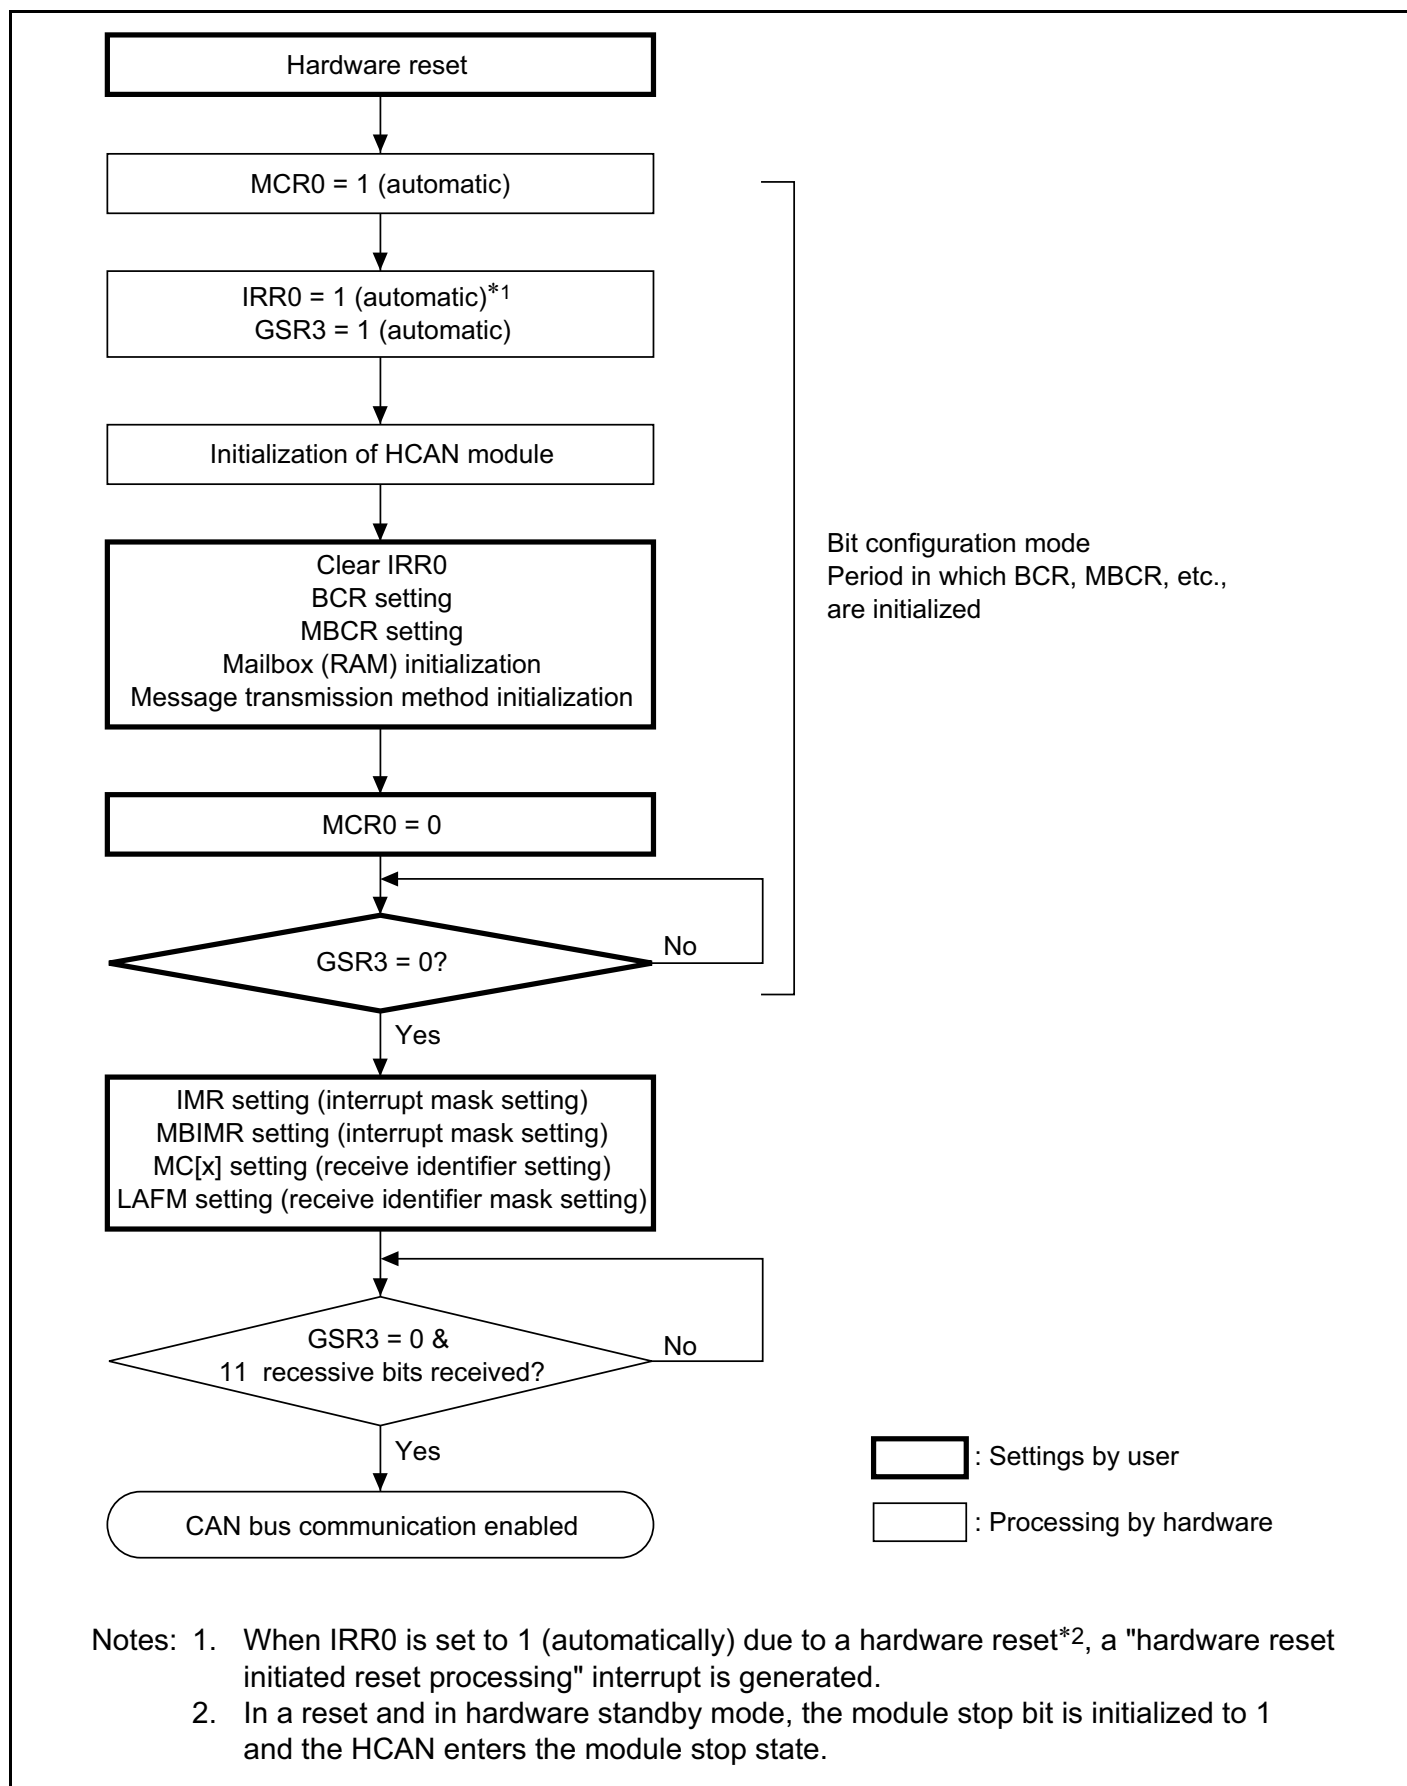 Hardware reset
MCR0 = 1 (automatic)
IRR0 = 1 (automatic)*1
GSR3 = 1 (automatic)
Initialization of HCAN module
Clear IRR0
BCR setting
MBCR setting
Mailbox (RAM) initialization
Message transmission method initialization
Bit configuration mode
Period in which BCR, MBCR, etc.,
are initialized
MCR0 = 0
GSR3 = 0?
No
Yes
IMR setting (interrupt mask setting)
MBIMR setting (interrupt mask setting)
MC[x] setting (receive identifier setting)
LAFM setting (receive identifier mask setting)
GSR3 = 0 &
11 recessive bits received?
No
Yes
CAN bus communication enabled
: Settings by user
: Processing by hardware
Notes: 1. When IRR0 is set to 1 (automatically) due to a hardware reset*2, a "hardware reset
initiated reset processing" interrupt is generated.
2. In a reset and in hardware standby mode, the module stop bit is initialized to 1
and the HCAN enters the module stop state.